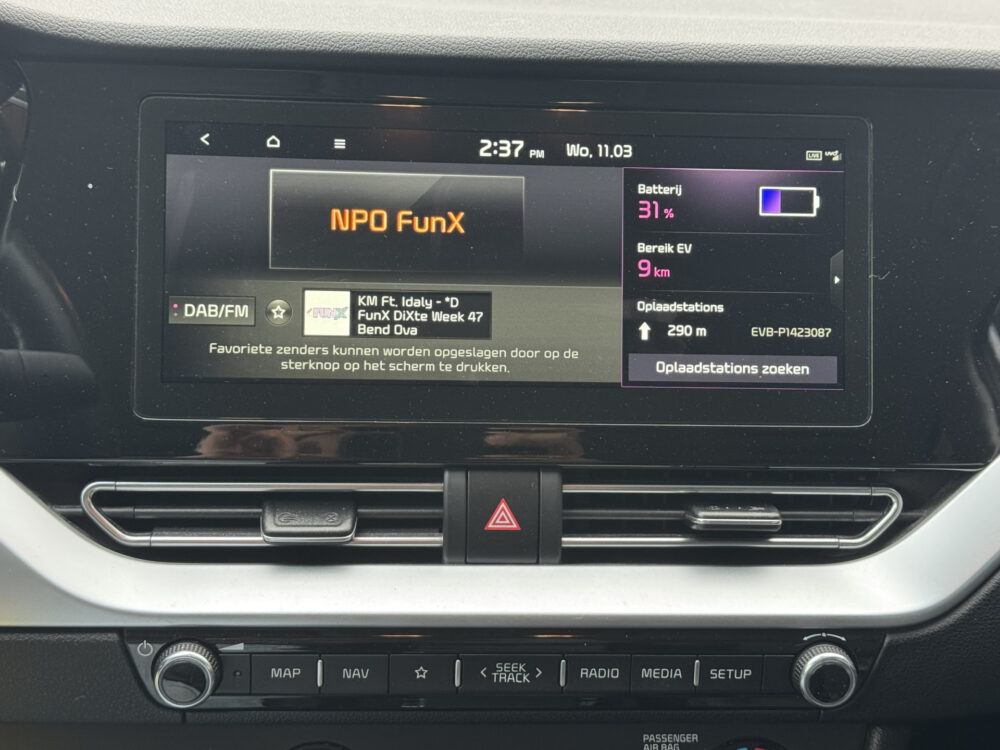 2:37 PM Wo, 11.03
NPO FunX
DAB/FM
FUNX
KM Ft. Idaly - *D
FunX DiXte Week 47
Bend Ova
Favoriete zenders kunnen worden opgeslagen door op de
sterknop op het scherm te drukken.
Batterij
31 %
Bereik EV
9 km
Oplaadstations
290 m EVB-P1423087
Oplaadstations zoeken
MAP
NAV
SEEK
TRACK
RADIO
MEDIA
SETUP
PASSENGER
AIR BAG